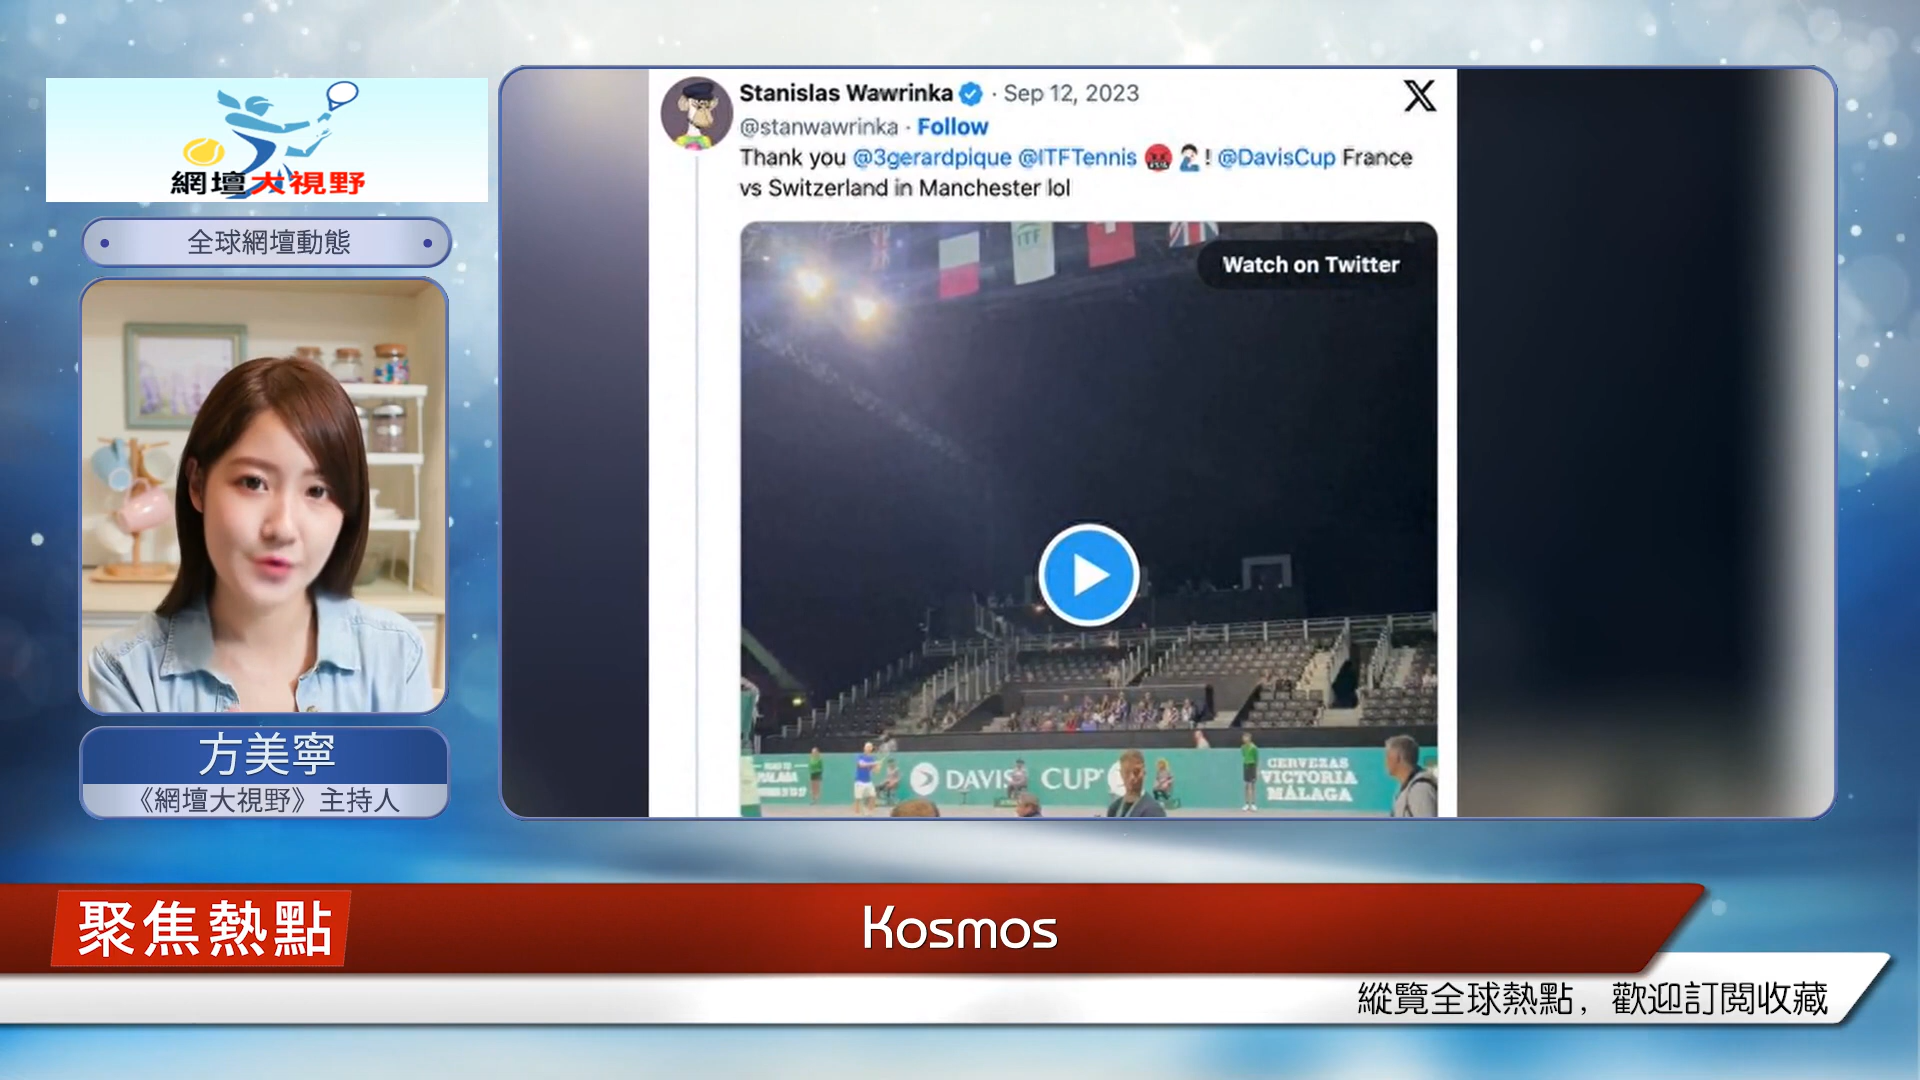 網壇大視野
全球網壇動態
方美寧
《網壇大視野》主持人
Stanislas Wawrinka · Sep 12, 2023
@stanwawrinka · Follow
Thank you @3gerardpique @ITFTennis 🤬 🤦🏻‍♂️! @DavisCup France
vs Switzerland in Manchester lol
Watch on Twitter
ITF
DAVIS CUP
CERVEZAS
VICTORIA
MÁLAGA
聚焦熱點
Kosmos
縱覽全球熱點，歡迎訂閱收藏